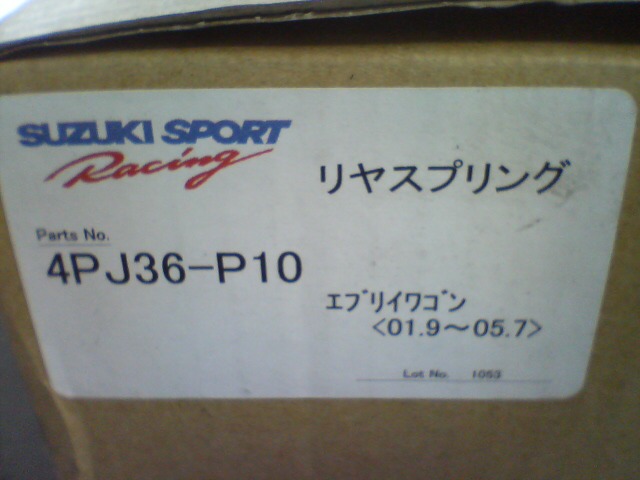 SUZUKI SPORT
Racing
リヤスプリング
Parts No.
4PJ36-P10
ｴﾌﾞﾘｲﾜｺﾞﾝ
<01.9～05.7>
Lot No. 1053